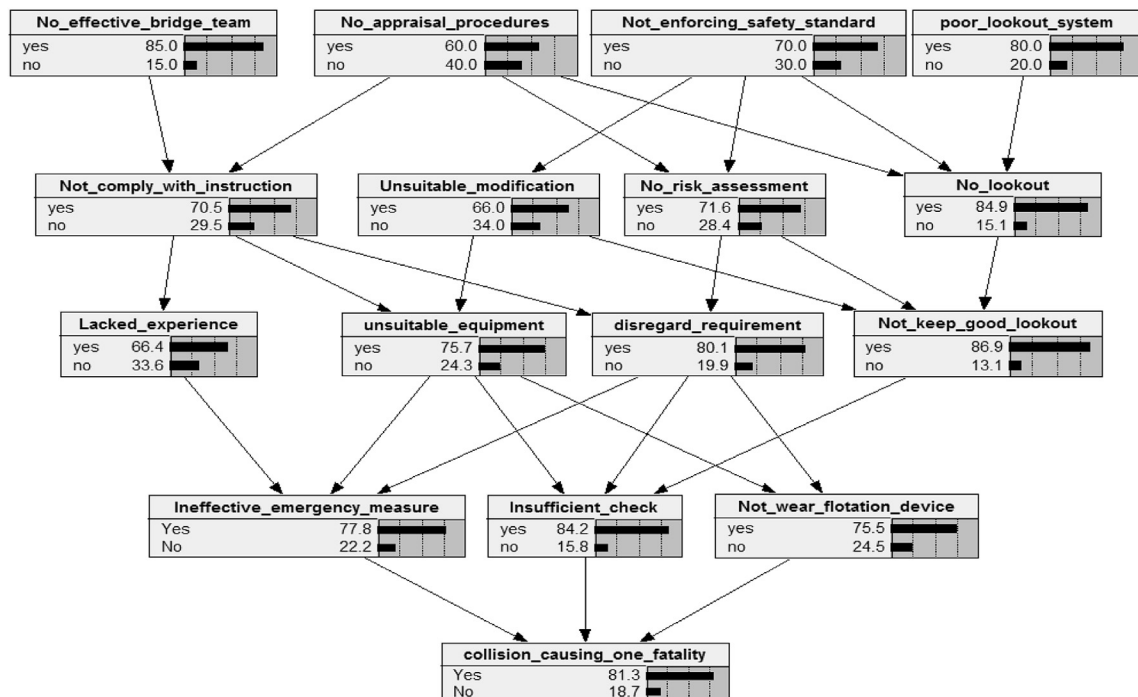 No_effective_bridge_team
yes 85.0
no 15.0
No_appraisal_procedures
yes 60.0
no 40.0
Not_enforcing_safety_standard
yes 70.0
no 30.0
poor_lookout_system
yes 80.0
no 20.0
Not_comply_with_instruction
yes 70.5
no 29.5
Unsuitable_modification
yes 66.0
no 34.0
No_risk_assessment
yes 71.6
no 28.4
No_lookout
yes 84.9
no 15.1
Lacked_experience
yes 66.4
no 33.6
unsuitable_equipment
yes 75.7
no 24.3
disregard_requirement
yes 80.1
no 19.9
Not_keep_good_lookout
yes 86.9
no 13.1
Ineffective_emergency_measure
Yes 77.8
No 22.2
Insufficient_check
yes 84.2
no 15.8
Not_wear_flotation_device
yes 75.5
no 24.5
collision_causing_one_fatality
Yes 81.3
No 18.7